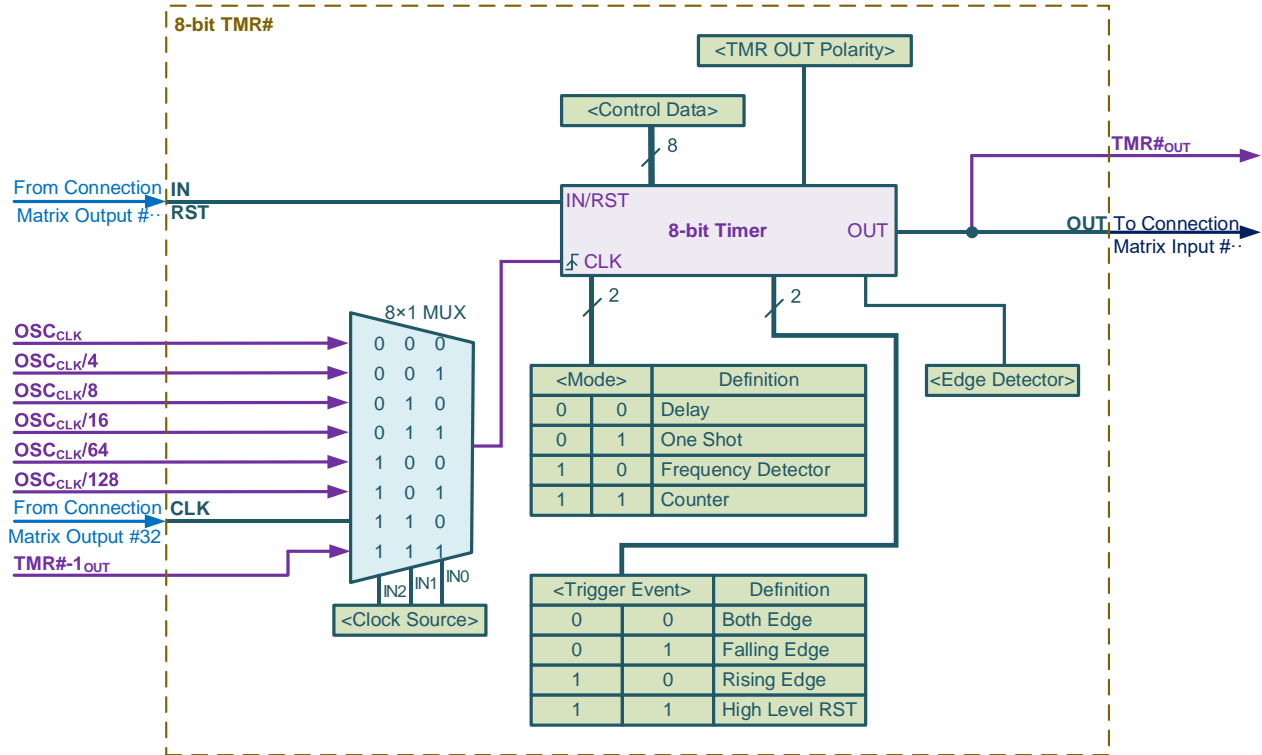 8-bit TMR#
<TMR OUT Polarity>
<Control Data>
8
TMR#OUT
From Connection
Matrix Output #··
IN
RST
IN/RST
8-bit Timer
OUT
CLK
OUT
To Connection
Matrix Input #··
2
2
8×1 MUX
OSCCLK
OSCCLK/4
OSCCLK/8
OSCCLK/16
OSCCLK/64
OSCCLK/128
From Connection
Matrix Output #32
CLK
TMR#-1OUT
0 0 0
0 0 1
0 1 0
0 1 1
1 0 0
1 0 1
1 1 0
1 1 1
IN2 IN1 IN0
<Clock Source>
<Edge Detector>
<Mode> Definition
0 0 Delay
0 1 One Shot
1 0 Frequency Detector
1 1 Counter
<Trigger Event> Definition
0 0 Both Edge
0 1 Falling Edge
1 0 Rising Edge
1 1 High Level RST